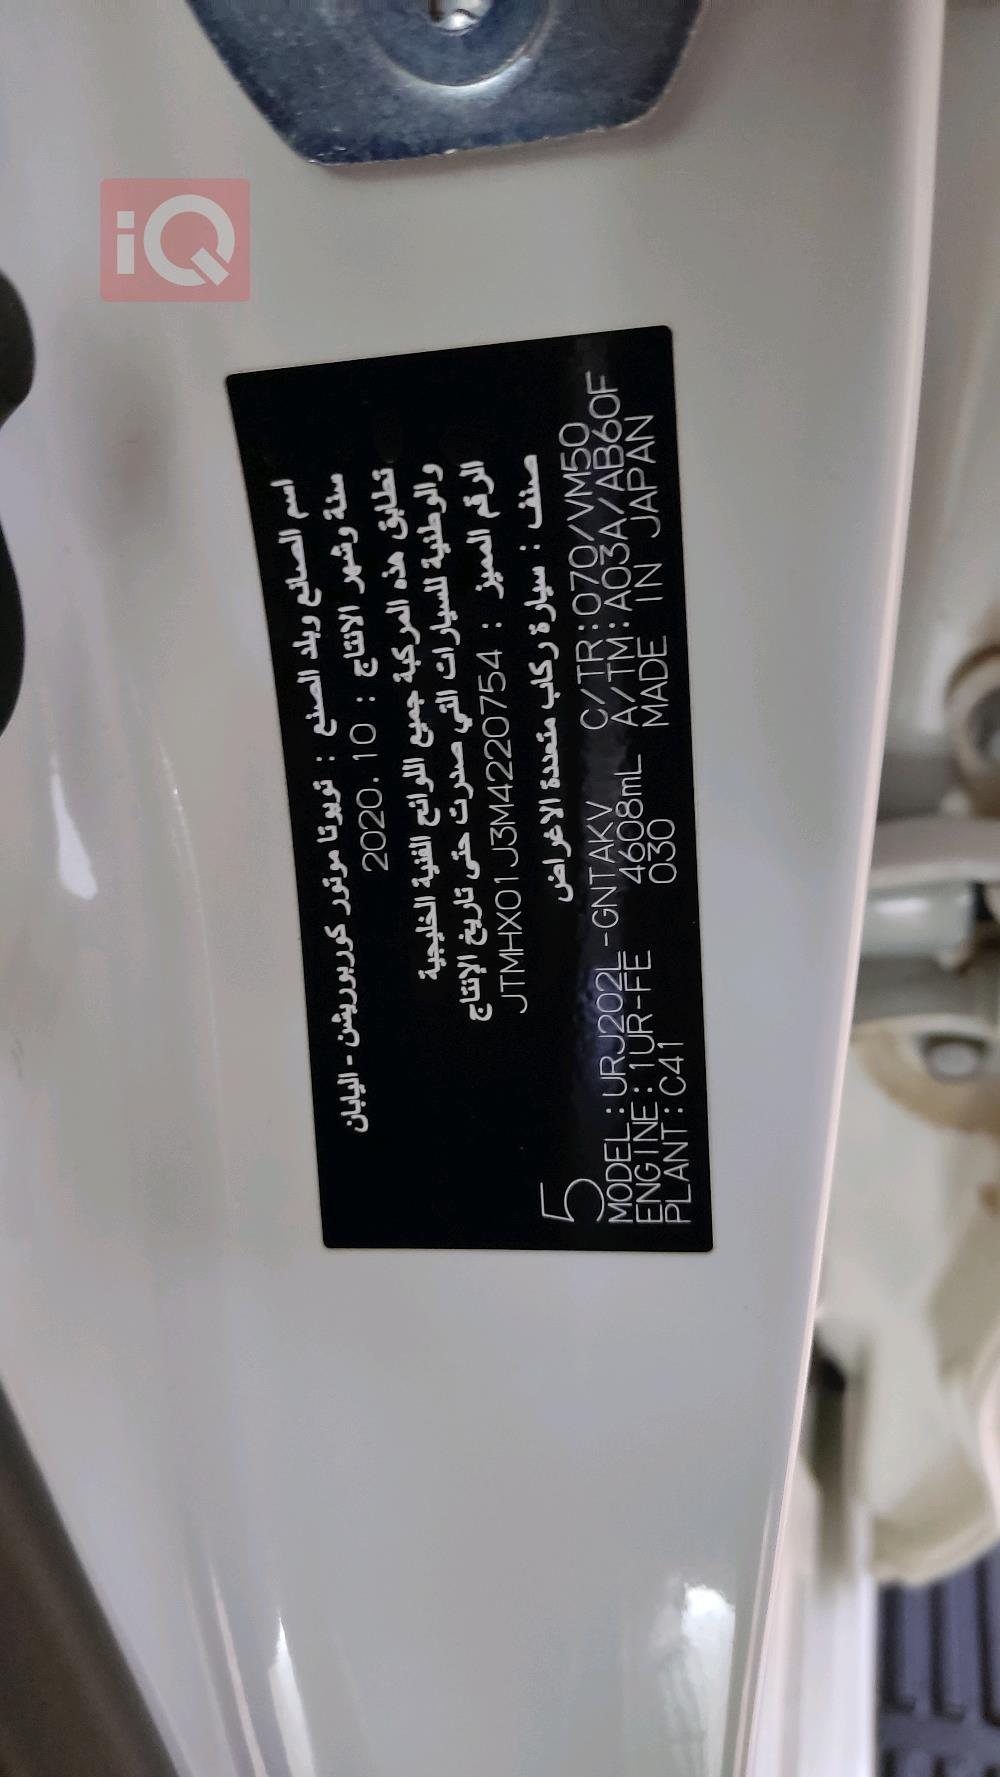 iQ
اسم الصانع وبلد الصنع : تويوتا موتور كوربوريشن - اليابان
سنة وشهر الانتاج : 2020.10
تطابق هذه المركبة جميع اللوائح الفنية الخليجية
والوطنية للسيارات التي صدرت حتى تاريخ الإنتاج
الرقم المميز : JTMHX01J3M4220754
صنف : سيارة ركاب متعددة الاغراض
5
MODEL:URJ202L-GNTAKV C/TR:070/VM50
ENGINE:1UR-FE 4608mL A/TM:A03A/AB60F
PLANT:C41 030 MADE IN JAPAN